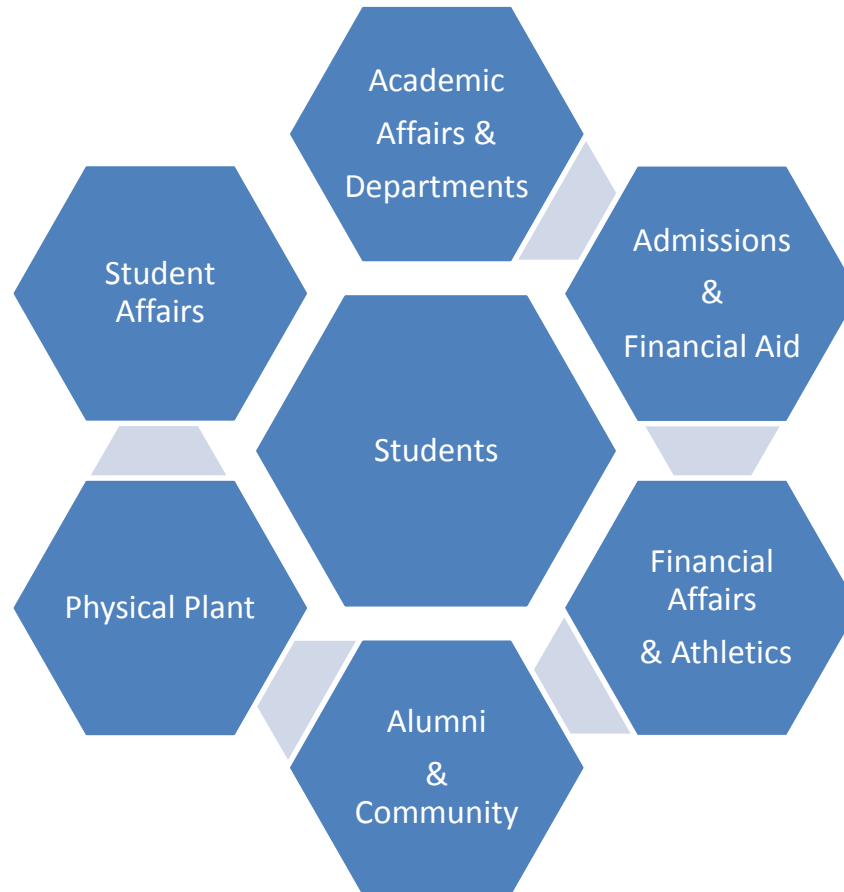 Academic
Affairs &
Departments
Student
Affairs
Admissions
&
Financial Aid
Students
Physical Plant
Financial
Affairs
& Athletics
Alumni
&
Community